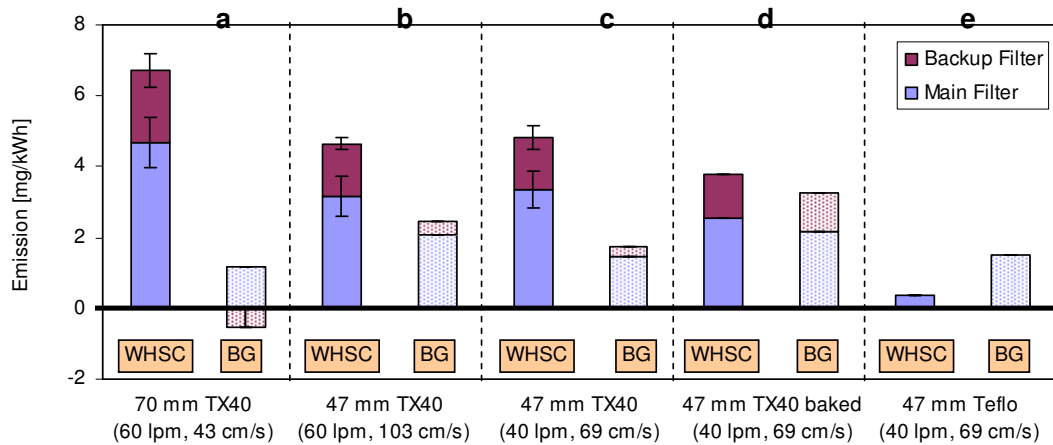 a b c d e
8
6
4
2
0
-2
Emission [mg/kWh]
Backup Filter
Main Filter
WHSC BG WHSC BG WHSC BG WHSC BG WHSC BG
70 mm TX40 47 mm TX40 47 mm TX40 47 mm TX40 baked 47 mm Teflo
(60 lpm, 43 cm/s) (60 lpm, 103 cm/s) (40 lpm, 69 cm/s) (40 lpm, 69 cm/s) (40 lpm, 69 cm/s)